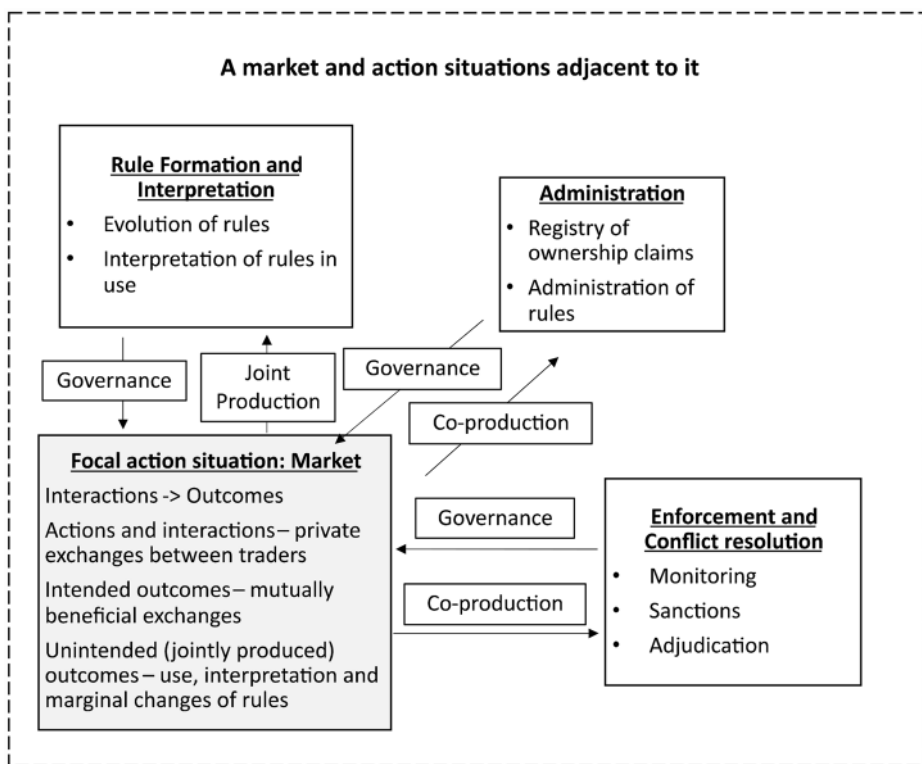 A market and action situations adjacent to it
Rule Formation and
Interpretation
• Evolution of rules
• Interpretation of rules in
use
Administration
• Registry of
ownership claims
• Administration of
rules
Governance
Joint
Production
Governance
Co-production
Focal action situation: Market
Interactions -> Outcomes
Actions and interactions – private
exchanges between traders
Intended outcomes – mutually
beneficial exchanges
Unintended (jointly produced)
outcomes – use, interpretation and
marginal changes of rules
Governance
Co-production
Enforcement and
Conflict resolution
• Monitoring
• Sanctions
• Adjudication